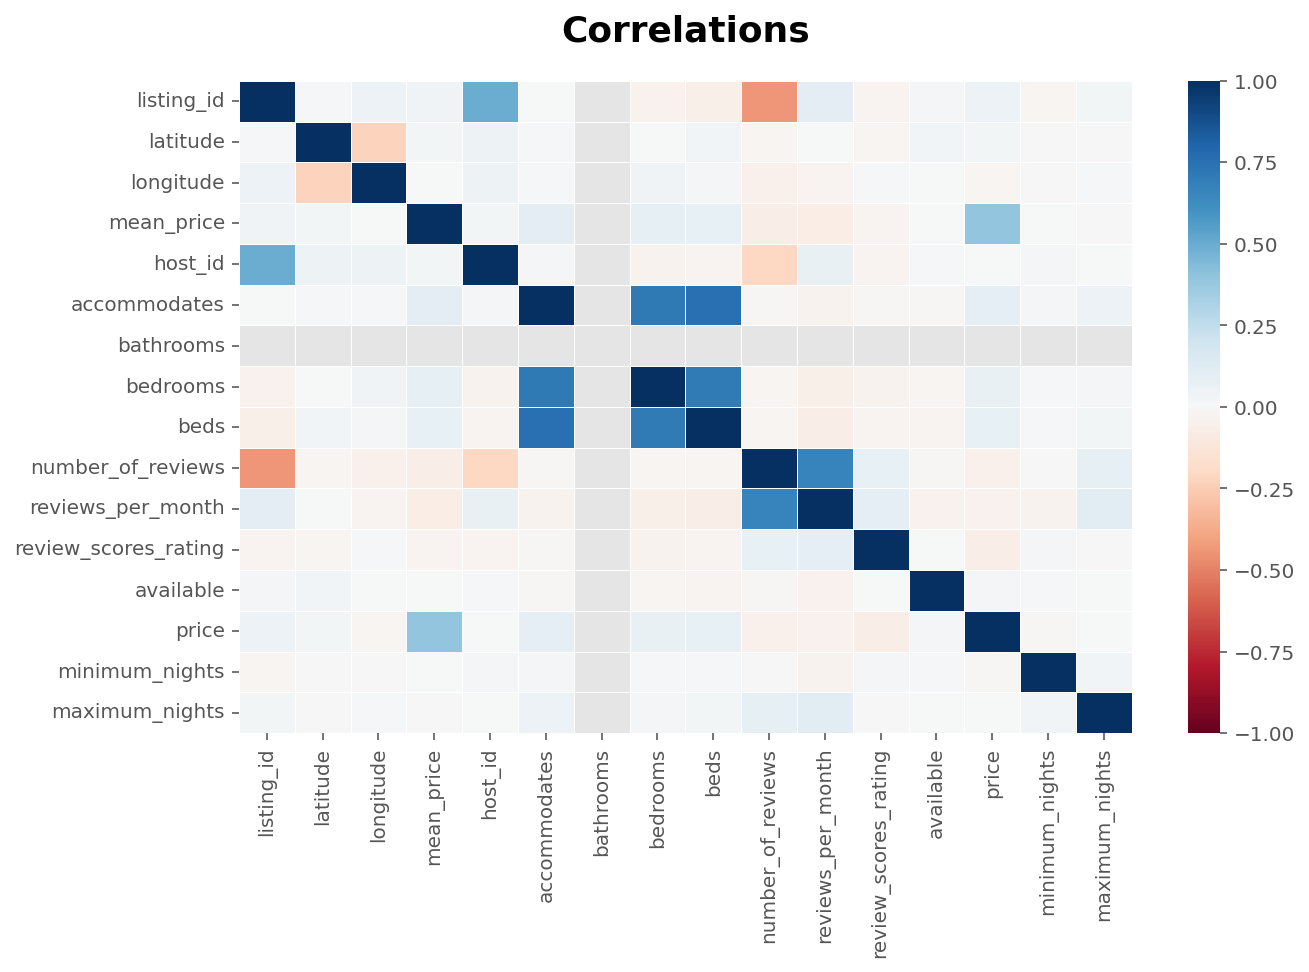 Correlations
listing_id
latitude
longitude
mean_price
host_id
accommodates
bathrooms
bedrooms
beds
number_of_reviews
reviews_per_month
review_scores_rating
available
price
minimum_nights
maximum_nights
listing_id
latitude
longitude
mean_price
host_id
accommodates
bathrooms
bedrooms
beds
number_of_reviews
reviews_per_month
review_scores_rating
available
price
minimum_nights
maximum_nights
1.00
0.75
0.50
0.25
0.00
−0.25
−0.50
−0.75
−1.00